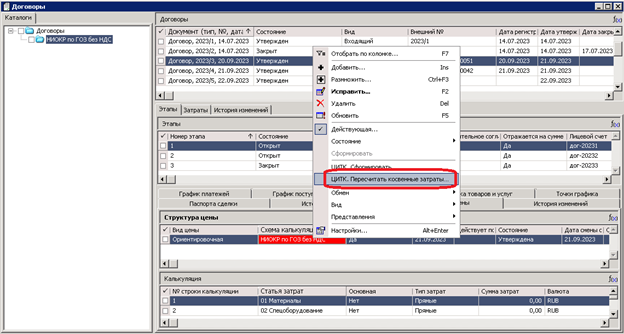 Договоры
Каталоги
Договоры
НИОКР по ГОЗ без НДС
Договоры
Документ (тип, №, дата Состояние Вид Внешний № Дата регистр Дата утверж Дата закры
Договор, 2023/1, 14.07.2023 Утвержден Входящий 2023/1 14.07.2023 14.07.2023
Договор, 2023/2, 14.07.2023 Закрыт 14.07.2023 14.07.2023 17.07.2023
Договор, 2023/3, 20.09.2023 Утвержден 20.09.2023 21.09.2023
Договор, 2023/4, 21.09.2023 Утвержден 21.09.2023 21.09.2023
Договор, 2023/5, 22.09.2023 Утвержден 22.09.2023
Отобрать по колонке... F7
Добавить... Ins
Размножить... Ctrl+F3
Исправить... F2
Удалить Del
Обновить F5
Действующая...
Состояние
Сформировать
ЦИТК. Сформировать
ЦИТК. Пересчитать косвенные затраты...
Обмен
Вид
Представления
Настройки... Alt+Enter
Этапы Затраты История изменений
Этапы
Номер этапа Состояние Отражается на сумме Лицевой счет
1 Открыт Да дог-20231
2 Открыт Да дог-20232
3 Закрыт Да дог-20233
График платежей График поступ ка товаров и услуг Точки графика
Паспорта сделки История изменений
Структура цены
Вид цены Схема калькуля Действует по Состояние Дата смены с
Ориентировочная НИОКР по ГОЗ без НДС Да 21.09.2023 Утверждена 21.09.2023
Калькуляция
№ строки калькуляции Статья затрат Основная Тип затрат Сумма затрат Валюта
1 01 Материалы Нет Прямые 0,00 RUB
2 02 Спецоборудование Нет Прямые 0,00 RUB